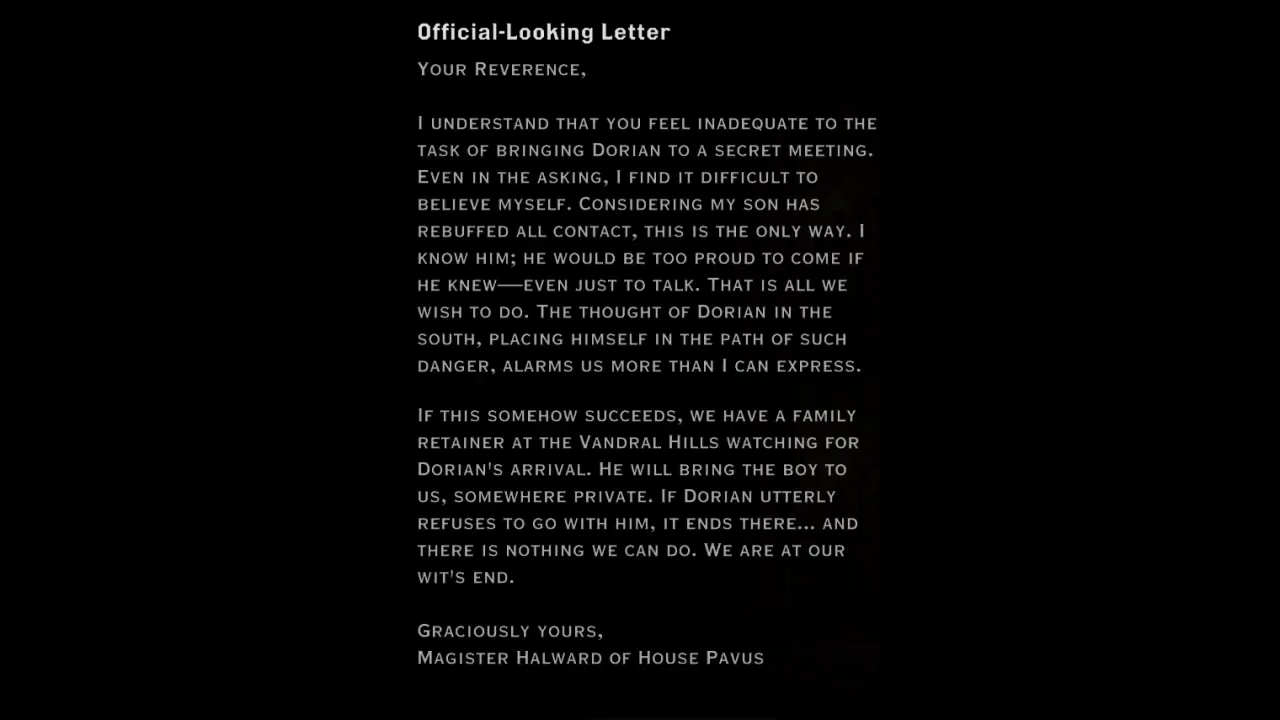 Official-Looking Letter
Your Reverence,
I understand that you feel inadequate to the
task of bringing Dorian to a secret meeting.
Even in the asking, I find it difficult to
believe myself. Considering my son has
rebuffed all contact, this is the only way. I
know him; he would be too proud to come if
he knew—even just to talk. That is all we
wish to do. The thought of Dorian in the
south, placing himself in the path of such
danger, alarms us more than I can express.
If this somehow succeeds, we have a family
retainer at the Vandral Hills watching for
Dorian's arrival. He will bring the boy to
us, somewhere private. If Dorian utterly
refuses to go with him, it ends there... and
there is nothing we can do. We are at our
wit's end.
Graciously yours,
Magister Halward of House Pavus